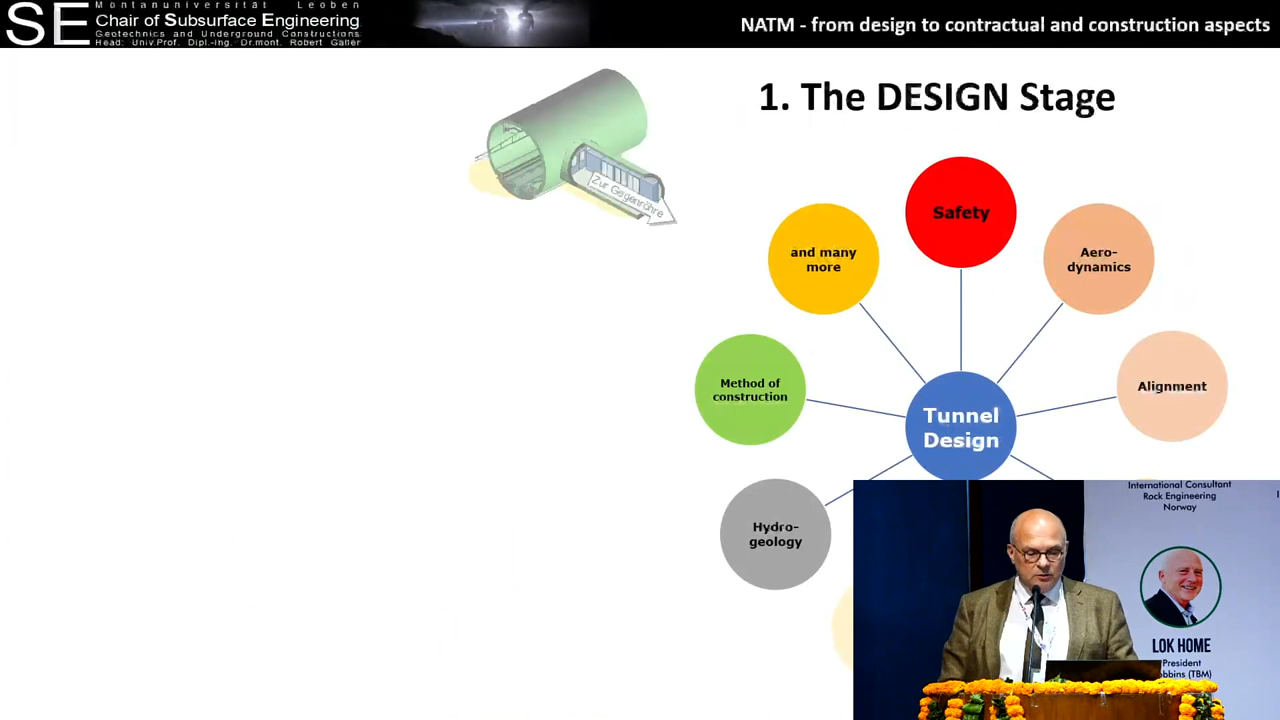 SE
Montanuniversität Leoben
Chair of Subsurface Engineering
Geotechnics and Underground Constructions
Head: Univ.Prof. Dipl.-Ing. Dr.mont. Robert Galler
NATM - from design to contractual and construction aspects
1. The DESIGN Stage
Zur Gegenröhre
Safety
and many
more
Aero-
dynamics
Method of
construction
Alignment
Tunnel
Design
Hydro-
geology
International Consultant
Rock Engineering
Norway
LOK HOME
President
bbins (TBM)